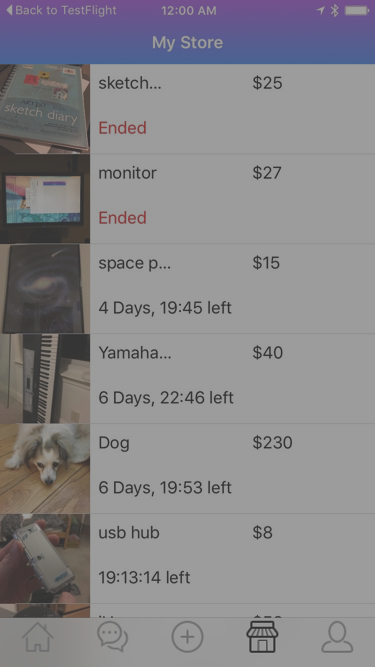 Back to TestFlight 12:00 AM
My Store
sketch... $25
sketch diary
Ended
monitor $27
Ended
space p... $15
4 Days, 19:45 left
Yamaha... $40
6 Days, 22:46 left
Dog $230
6 Days, 19:53 left
usb hub $8
19:13:14 left